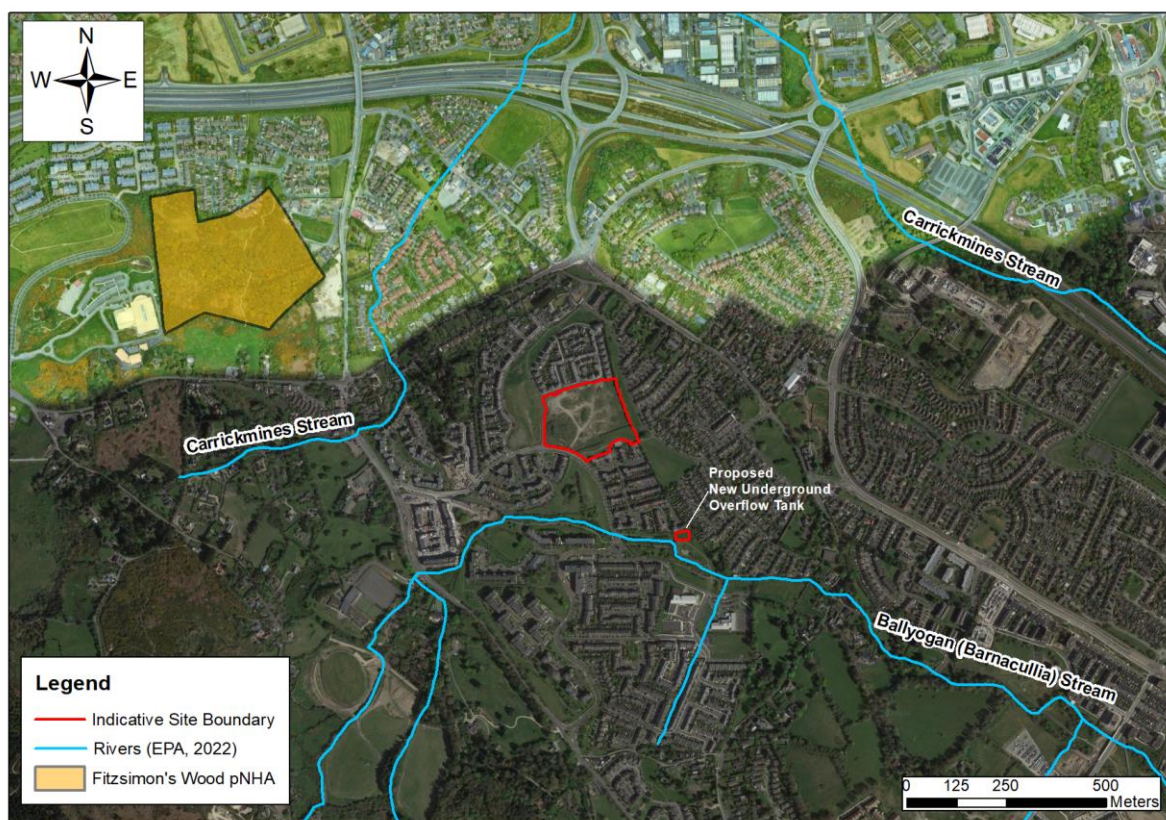 N
W E
S
Carrickmines Stream
Carrickmines Stream
Proposed
New Underground
Overflow Tank
Ballyogan (Barnacullia) Stream
Legend
Indicative Site Boundary
Rivers (EPA, 2022)
Fitzsimon's Wood pNHA
0 125 250 500
Meters